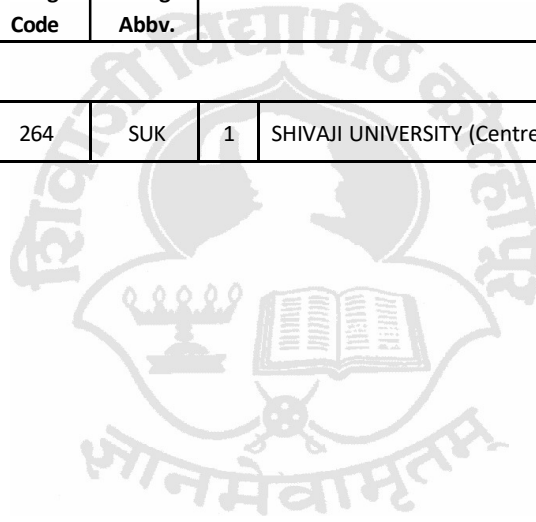 Code Abbv.
264 SUK 1 SHIVAJI UNIVERSITY (Centre
शिवाजी विद्यापीठ कोल्हापूर
ज्ञानमेवामृतम्